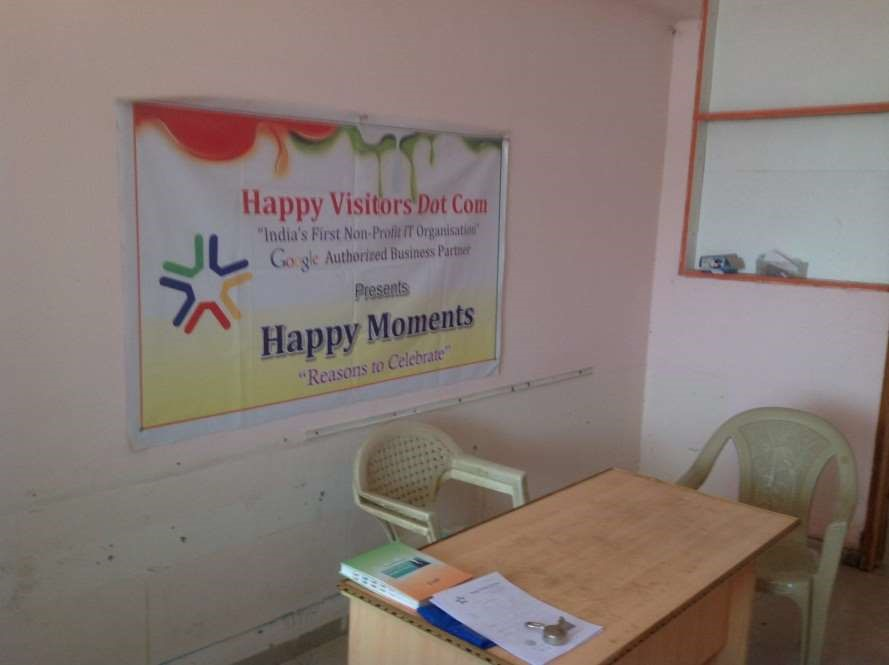 Happy Visitors Dot Com
"India's First Non-Profit IT Organisation"
Google Authorized Business Partner
Presents
Happy Moments
"Reasons to Celebrate"